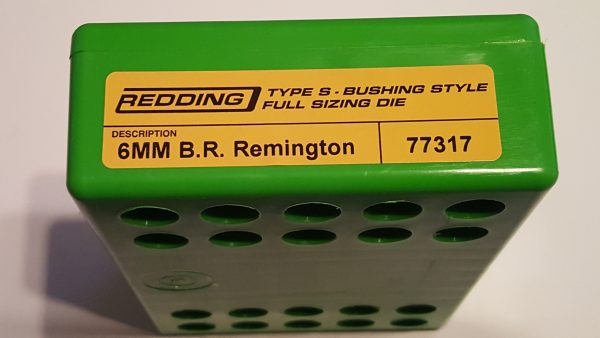 REDDING
TYPE S - BUSHING STYLE
FULL SIZING DIE
DESCRIPTION
6MM B.R. Remington
77317